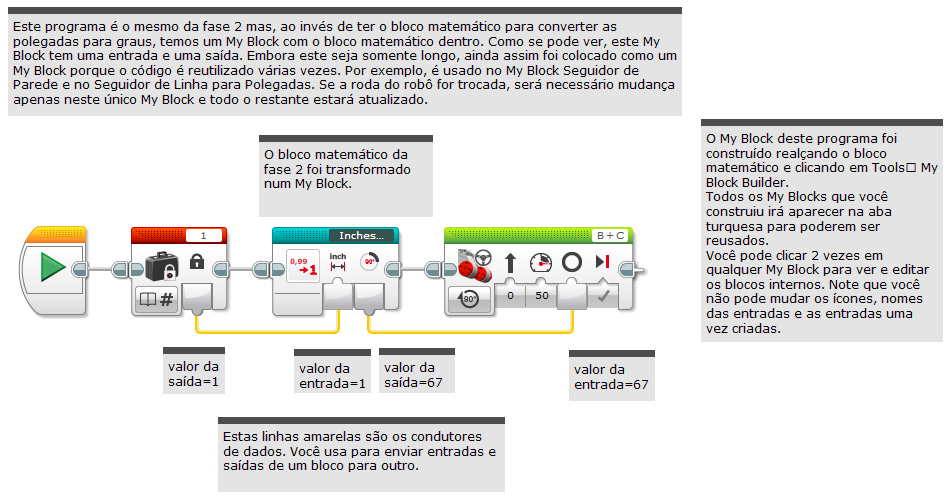 Este programa é o mesmo da fase 2 mas, ao invés de ter o bloco matemático para converter as
polegadas para graus, temos um My Block com o bloco matemático dentro. Como se pode ver, este My
Block tem uma entrada e uma saída. Embora este seja somente longo, ainda assim foi colocado como um
My Block porque o código é reutilizado várias vezes. Por exemplo, é usado no My Block Seguidor de
Parede e no Seguidor de Linha para Polegadas. Se a roda do robô for trocada, será necessário mudança
apenas neste único My Block e todo o restante estará atualizado.
O My Block deste programa foi
construído realçando o bloco
matemático e clicando em Tools□ My
Block Builder.
Todos os My Blocks que você
construiu irá aparecer na aba
turquesa para poderem ser
reusados.
Você pode clicar 2 vezes em
qualquer My Block para ver e editar
os blocos internos. Note que você
não pode mudar os ícones, nomes
das entradas e as entradas uma
vez criadas.
O bloco matemático da
fase 2 foi transformado
num My Block.
1
Inches...
B + C
0,99
1
inch
90°
#
90°
0
50
valor da
saída=1
valor da
entrada=1
valor da
saída=67
valor da
entrada=67
Estas linhas amarelas são os condutores
de dados. Você usa para enviar entradas e
saídas de um bloco para outro.